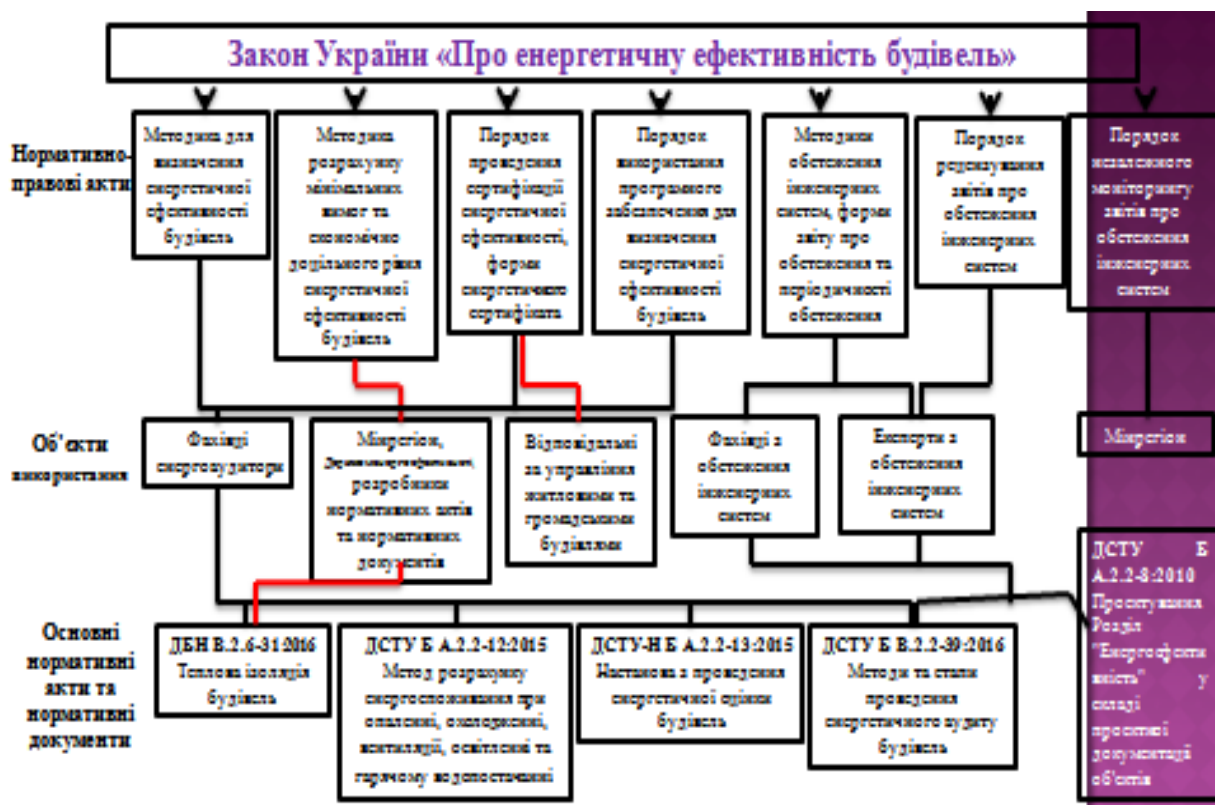 Закон України «Про енергетичну ефективність будівель»
Нормативно-
правові акти
Методика для
визначення
енергетичної
ефективності
будівель
Методика
розрахунку
мінімальних
вимог та
економічно
доцільного рівня
енергетичної
ефективності
будівель
Порядок
проведення
сертифікації
енергетичної
ефективності,
форми
енергетичного
сертифіката
Порядок
використання
програмного
забезпечення для
визначення
енергетичної
ефективності
будівель
Методики
обстеження
інженерних
систем, форми
звіту про
обстеження та
періодичності
обстеження
Порядок
рецензування
звітів про
обстеження
інженерних
систем
Порядок
незалежного
моніторингу
звітів про
обстеження
інженерних
систем
Об'єкти
використання
Фахівці
енергоаудитори
Мінрегіон,
розробники
нормативних актів
та нормативних
документів
Відповідальні
за управління
житловими та
громадськими
будівлями
Фахівці з
обстеження
інженерних
систем
Експерти з
обстеження
інженерних
систем
Мінрегіон
Основні
нормативні
акти та
нормативні
документи
ДБН В.2.6-31:2016
Теплова ізоляція
будівель
ДСТУ Б А.2.2-12:2015
Метод розрахунку
енергоспоживання при
опаленні, охолодженні,
вентиляції, освітленні та
гарячому водопостачанні
ДСТУ-Н Б А.2.2-13:2015
Настанова з проведення
енергетичної оцінки
будівель
ДСТУ Б В.2.2-39:2016
Методи та етапи
проведення
енергетичного аудиту
будівель
ДСТУ Б
А.2.2-8:2010
Проектування
Розділ
"Енергоефекти
вність" у
складі
проектної
документації
об'єктів